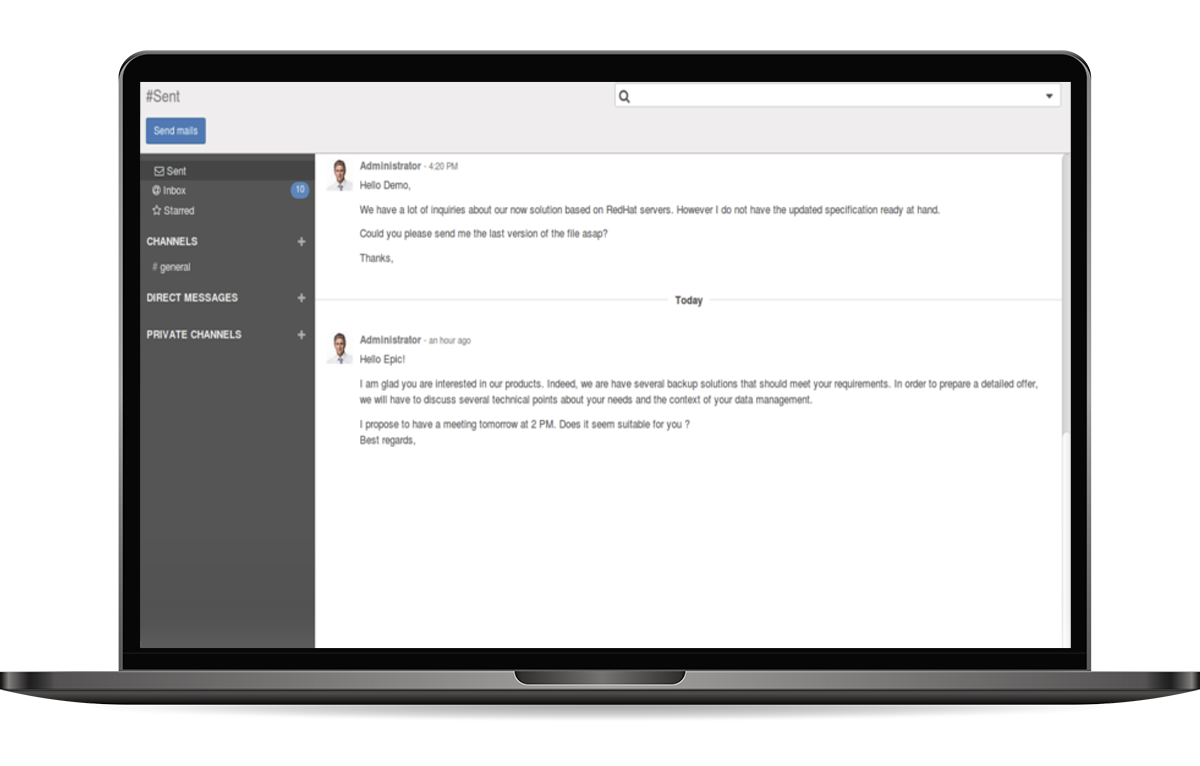 #Sent
Send mails
Sent
@ Inbox 10
Starred
CHANNELS +
# general
DIRECT MESSAGES +
PRIVATE CHANNELS +
Administrator - 4:20 PM
Hello Demo,
We have a lot of inquiries about our now solution based on RedHat servers. However I do not have the updated specification ready at hand.
Could you please send me the last version of the file asap?
Thanks,
Today
Administrator - an hour ago
Hello Epic!
I am glad you are interested in our products. Indeed, we are have several backup solutions that should meet your requirements. In order to prepare a detailed offer,
we will have to discuss several technical points about your needs and the context of your data management.
I propose to have a meeting tomorrow at 2 PM. Does it seem suitable for you ?
Best regards,